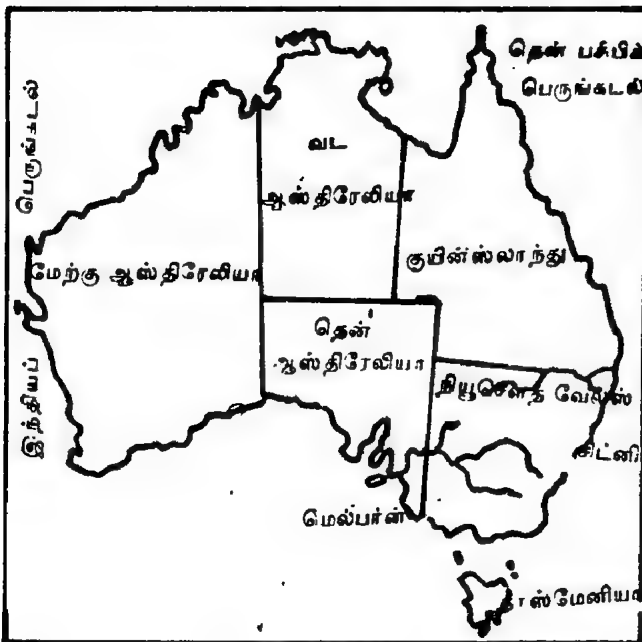 தென் பசிபிக்
பெருங்கடல்
வட
ஆஸ்திரேலியா
குயின்ஸ்லாந்து
மேற்கு ஆஸ்திரேலியா
தென்
ஆஸ்திரேலியா
நியூசௌத் வேல்ஸ்
சிட்னி
மெல்பர்ன்
டாஸ்மேனியா
இந்தியப் பெருங்கடல்